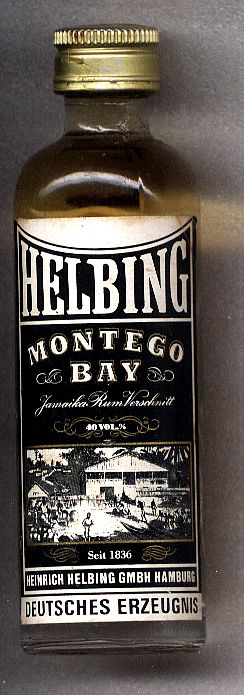 HELBING
MONTEGO
BAY
Jamaika Rum Verschnitt
40 VOL.%
Seit 1836
HEINRICH HELBING GMBH HAMBURG
DEUTSCHES ERZEUGNIS